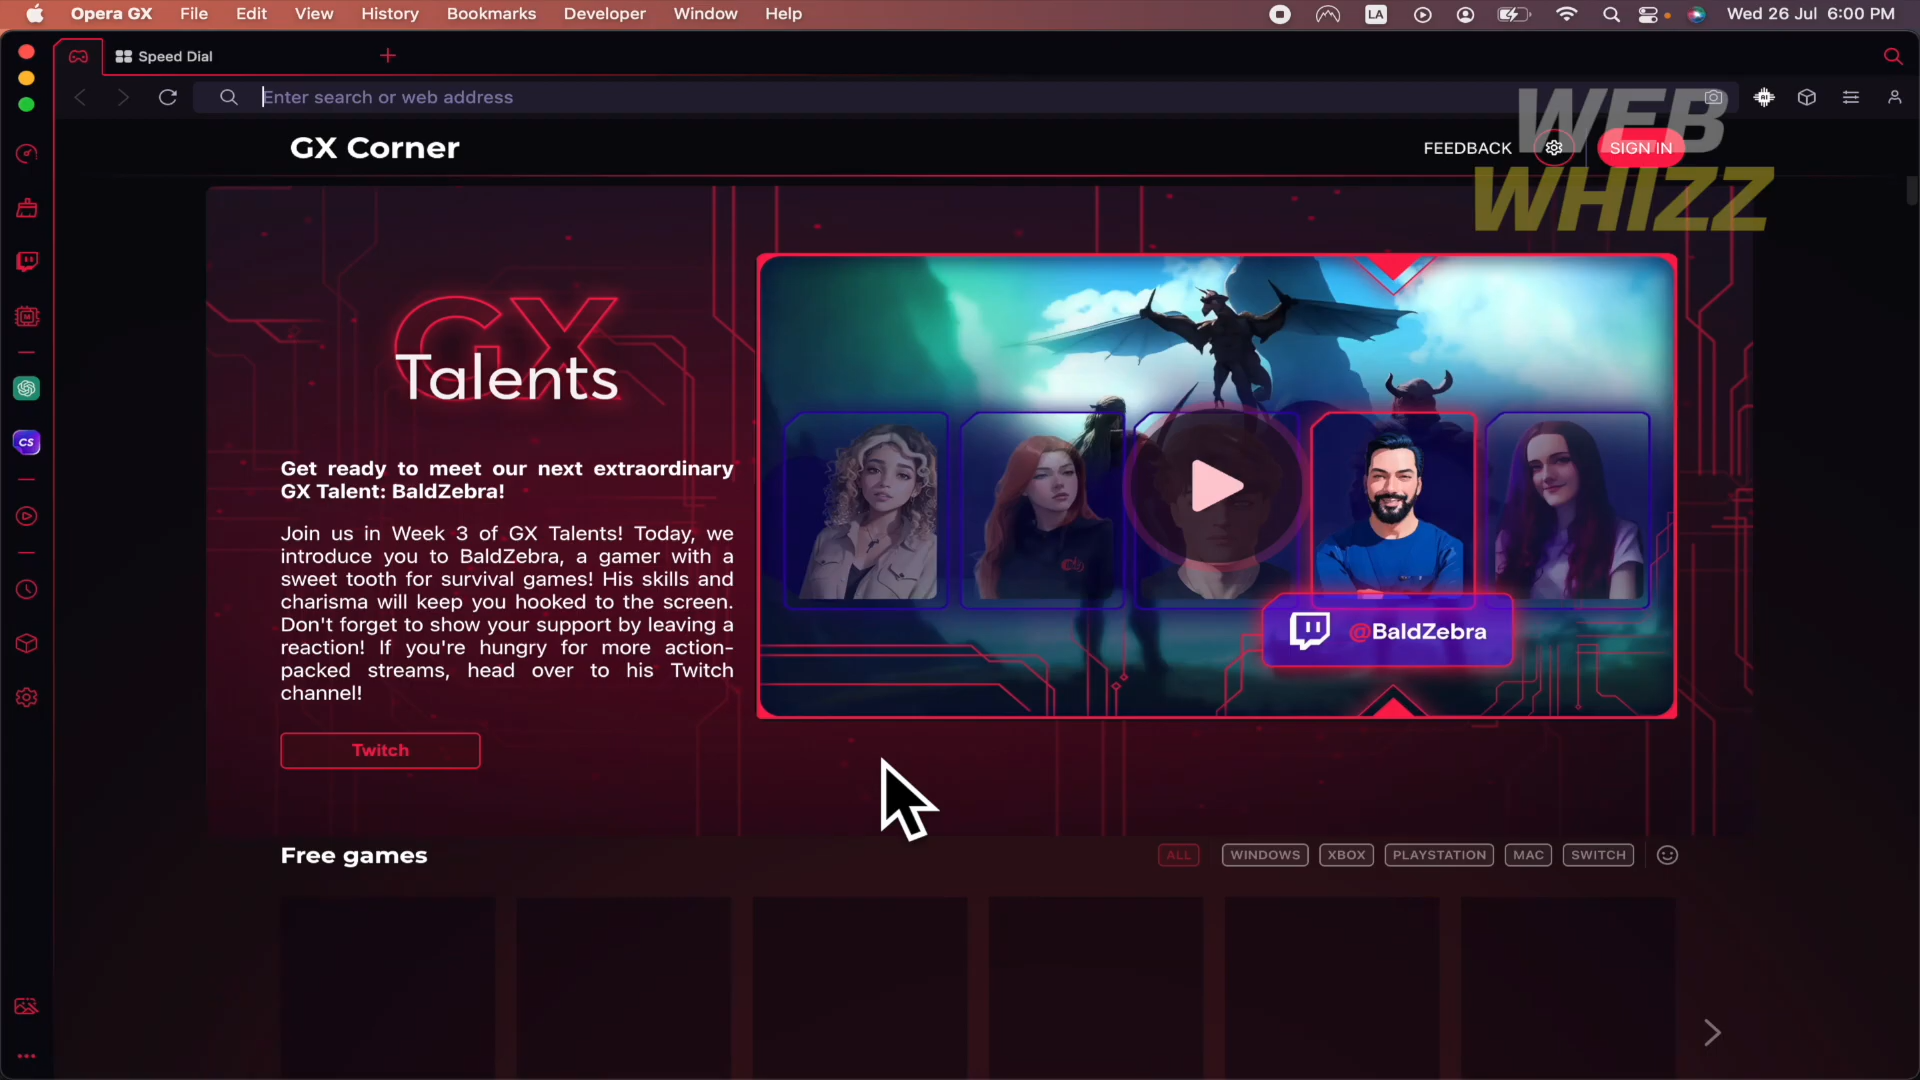 Opera GX File Edit View History Bookmarks Developer Window Help LA Wed 26 Jul 6:00 PM
Speed Dial
Enter search or web address
AI
GX Corner FEEDBACK SIGN IN
WEB
WHIZZ
GX
Talents
Get ready to meet our next extraordinary
GX Talent: BaldZebra!
Join us in Week 3 of GX Talents! Today, we
introduce you to BaldZebra, a gamer with a
sweet tooth for survival games! His skills and
charisma will keep you hooked to the screen.
Don't forget to show your support by leaving a
reaction! If you're hungry for more action-
packed streams, head over to his Twitch
channel!
Twitch
@BaldZebra
M
CS
Free games ALL WINDOWS XBOX PLAYSTATION MAC SWITCH